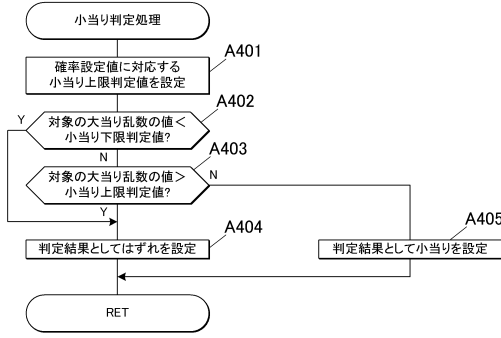 小当り判定処理
A401
確率設定値に対応する
小当り上限判定値を設定
A402
Y
対象の大当り乱数の値<
小当り下限判定値?
N
A403
対象の大当り乱数の値>
小当り上限判定値?
N
Y
A404
判定結果としてはずれを設定
A405
判定結果として小当りを設定
RET